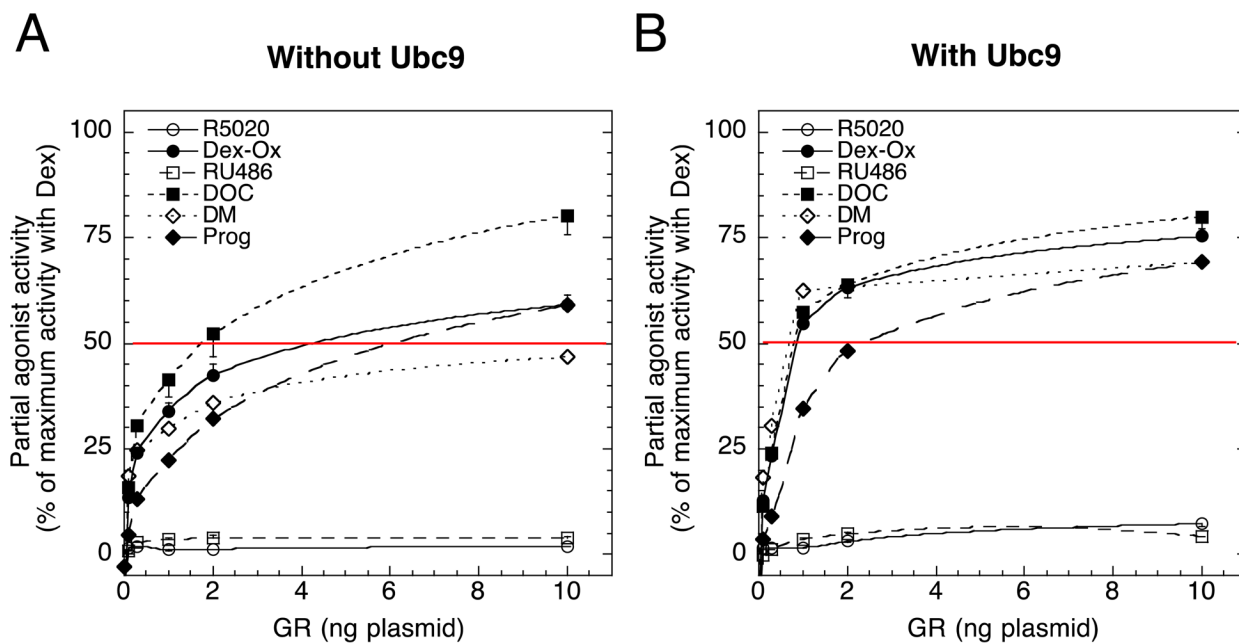 A
Without Ubc9
Partial agonist activity
(% of maximum activity with Dex)
100
75
50
25
0
R5020
Dex-Ox
RU486
DOC
DM
Prog
0
2
4
6
8
10
GR (ng plasmid)
B
With Ubc9
Partial agonist activity
(% of maximum activity with Dex)
100
75
50
25
0
R5020
Dex-Ox
RU486
DOC
DM
Prog
0
2
4
6
8
10
GR (ng plasmid)